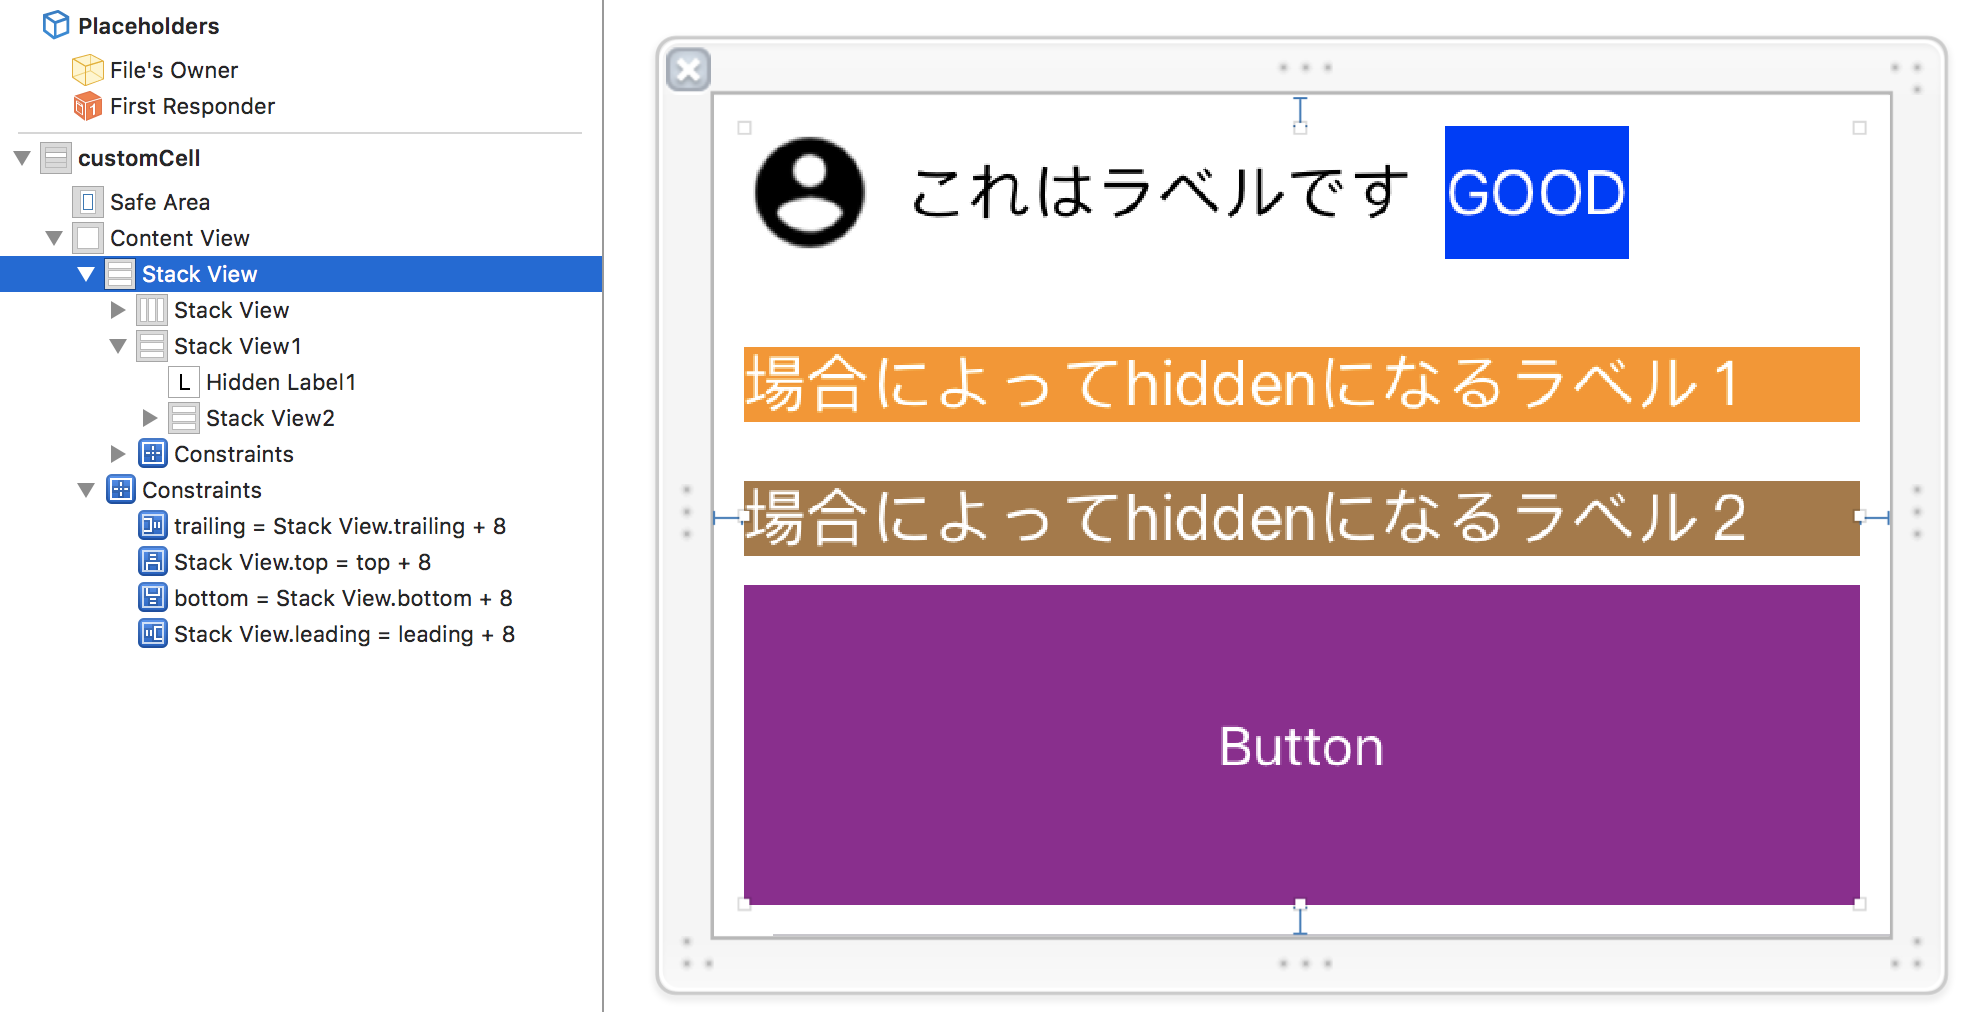 Placeholders
File's Owner
First Responder
customCell
Safe Area
Content View
Stack View
Stack View
Stack View1
L Hidden Label1
Stack View2
Constraints
Constraints
trailing = Stack View.trailing + 8
Stack View.top = top + 8
bottom = Stack View.bottom + 8
Stack View.leading = leading + 8
これはラベルです GOOD
場合によってhiddenになるラベル1
場合によってhiddenになるラベル2
Button